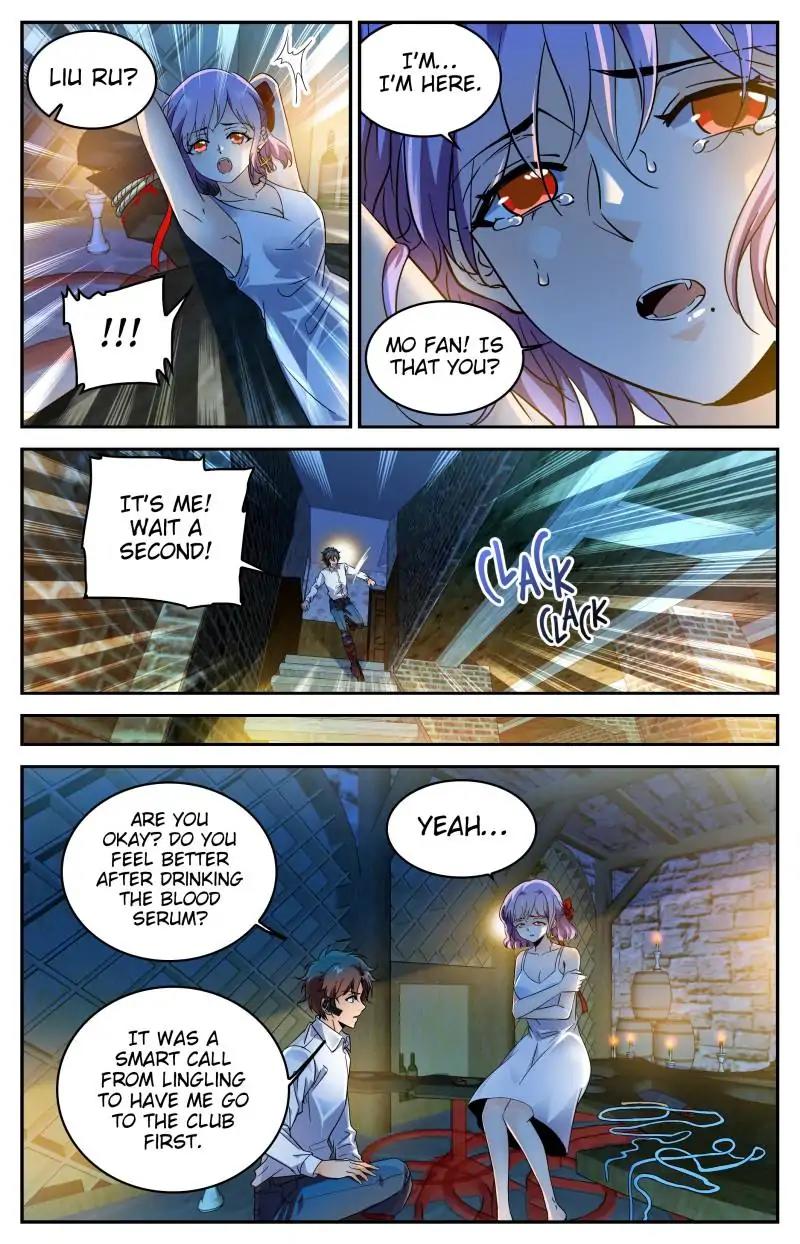 LIU RU?
!!!
I'M...
I'M HERE.
MO FAN! IS
THAT YOU?
IT'S ME!
WAIT A
SECOND!
CLACK
CLACK
ARE YOU
OKAY? DO YOU
FEEL BETTER
AFTER DRINKING
THE BLOOD
SERUM?
YEAH...
IT WAS A
SMART CALL
FROM LINGLING
TO HAVE ME GO
TO THE CLUB
FIRST.